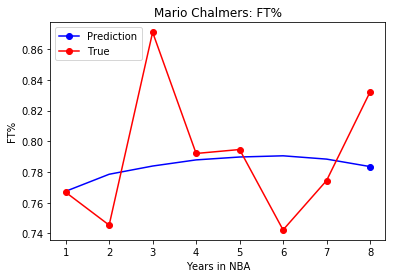 Mario Chalmers: FT%
Prediction
True
FT%
0.86
0.84
0.82
0.80
0.78
0.76
0.74
1 2 3 4 5 6 7 8
Years in NBA